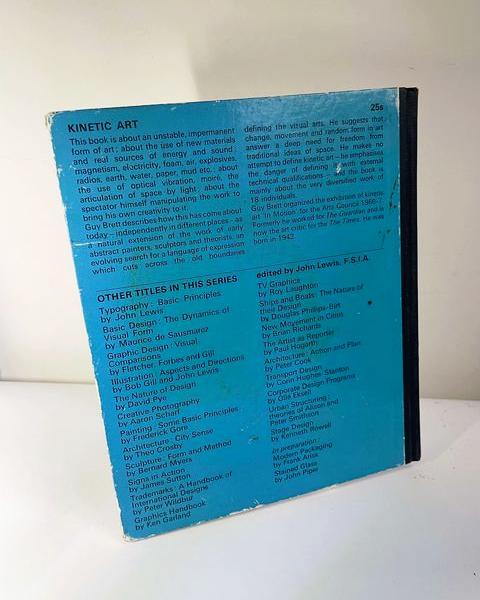 KINETIC ART
25s
This book is about an unstable, impermanent
form of art; about the use of new materials
and real sources of energy and sound:
magnetism, electricity, foam, air, explosives,
radios, earth, water, paper, mud etc.; about
the use of optical vibration, moiré, the
articulation of space by light; about the
spectator himself manipulating the work to
bring his own creativity to it.
Guy Brett describes how this has come about
today—independently in different places—as
a natural extension of the work of early
abstract painters, sculptors and theorists: an
evolving search for a language of expression
which cuts across the old boundaries
defining the visual arts. He suggests that
change, movement and random form in art
answer a deep need for freedom from
traditional ideas of space. He makes no
attempt to define kinetic art—he emphasises
the danger of defining it with external
technical qualifications—and the book is
mainly about the very diversified work of
18 individuals.
Guy Brett organized the exhibition of kinetic
art 'In Motion' for the Arts Council 1966-7.
Formerly he worked for The Guardian and is
now the art critic for the The Times. He was
born in 1942.
OTHER TITLES IN THIS SERIES
edited by John Lewis, F.S.I.A.
Typography: Basic Principles
by John Lewis
Basic Design: The Dynamics of
Visual Form
by Maurice de Sausmarez
Graphic Design: Visual
Comparisons
by Fletcher, Forbes and Gill
Illustration: Aspects and Directions
by Bob Gill and John Lewis
The Nature of Design
by David Pye
Creative Photography
by Aaron Scharf
Painting: Some Basic Principles
by Frederick Gore
Architecture: City Sense
by Theo Crosby
Sculpture: Form and Method
by Bernard Myers
Signs in Action
by James Sutton
Trademarks: A Handbook of
International Designs
by Peter Wildbur
Graphics Handbook
by Ken Garland
TV Graphics
by Roy Laughton
Ships and Boats: The Nature of
their Design
by Douglas Phillips-Birt
New Movement in Cities
by Brian Richards
The Artist as Reporter
by Paul Hogarth
Architecture: Action and Plan
by Peter Cook
Transport Design
by Corin Hughes Stanton
Corporate Design Programs
by Olle Eksell
Urban Structuring:
theories of Alison and
Peter Smithson
Stage Design
by Kenneth Rowell
In preparation:
Modern Packaging
by Frank Ariss
Stained Glass
by John Piper